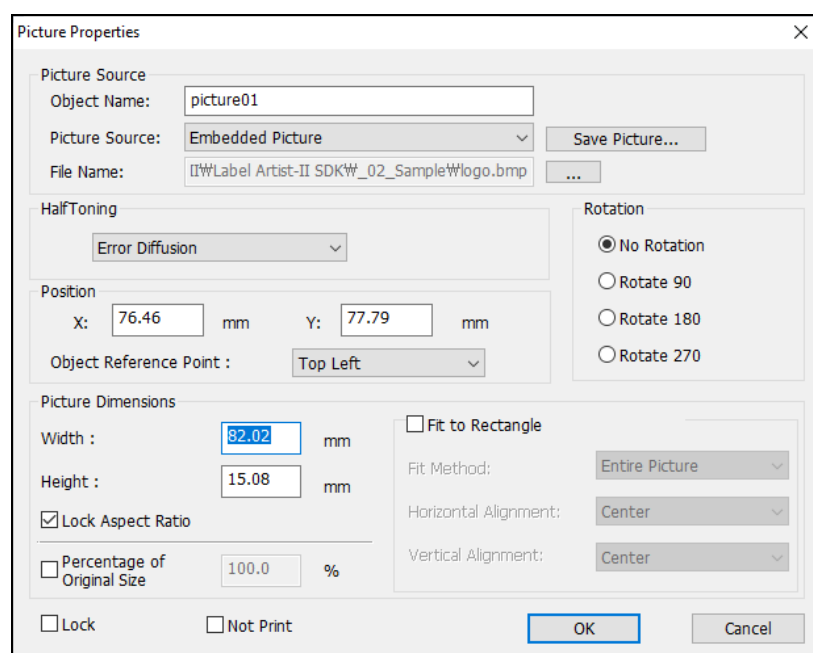 Picture Properties
Picture Source
Object Name: picture01
Picture Source: Embedded Picture Save Picture...
File Name: II₩Label Artist-II SDK₩_02_Sample₩logo.bmp ...
HalfToning
Error Diffusion
Rotation
No Rotation
Rotate 90
Rotate 180
Rotate 270
Position
X: 76.46 mm Y: 77.79 mm
Object Reference Point : Top Left
Picture Dimensions
Width : 82.02 mm
Height : 15.08 mm
Lock Aspect Ratio
Percentage of
Original Size 100.0 %
Fit to Rectangle
Fit Method: Entire Picture
Horizontal Alignment: Center
Vertical Alignment: Center
Lock Not Print OK Cancel